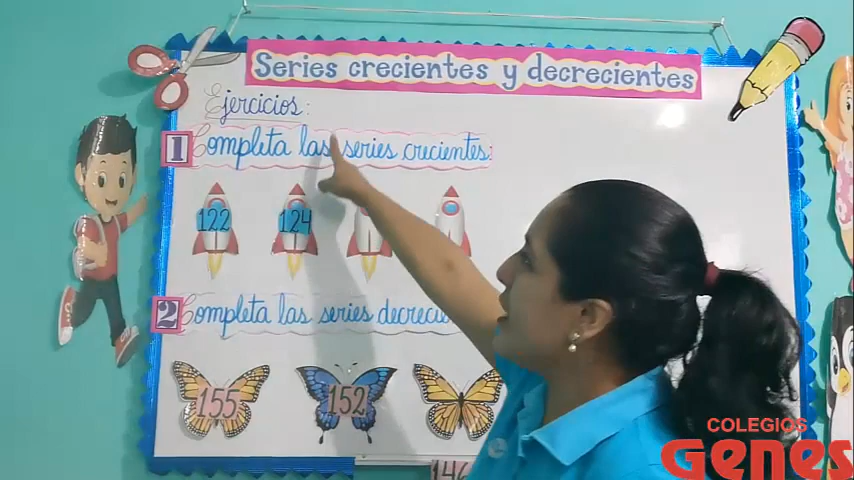 Series crecientes y decrecientes
Ejercicios:
1 Completa las series crecientes:
122 124
2 Completa las series
155 152
146
COLEGIOS
Genes